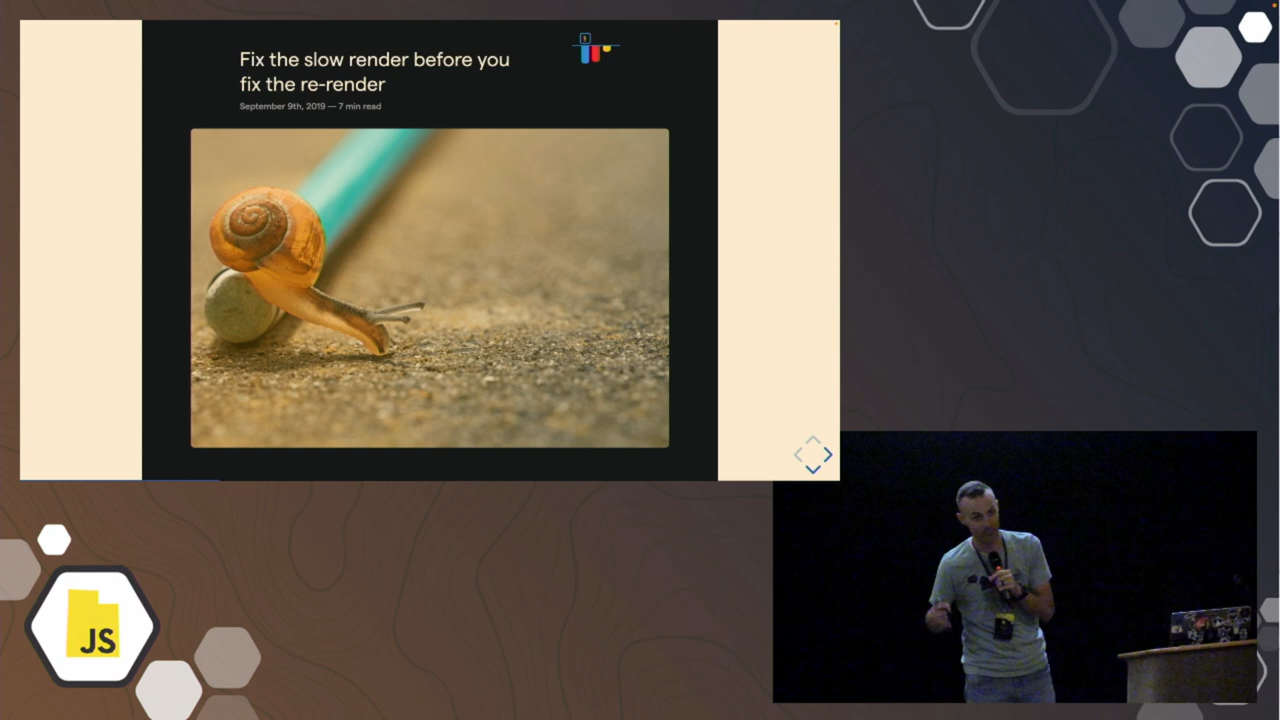 Fix the slow render before you
fix the re-render
September 9th, 2019 — 7 min read
JS